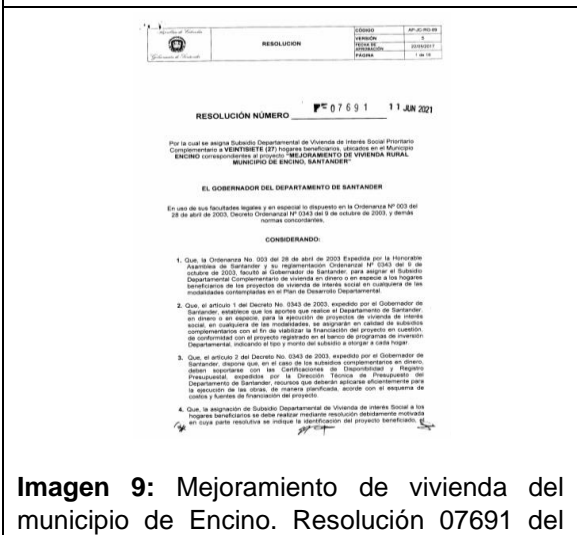 República de Colombia
Gobernación de Santander
RESOLUCION
CÓDIGO AP-JC-RG-69
VERSIÓN 5
FECHA DE APROBACIÓN
PÁGINA 1 de 16
RESOLUCIÓN NÚMERO 07691 11 JUN 2021
Por la cual se asigna Subsidio Departamental de Vivienda de Interés Social Prioritario
Complementario a VEINTISIETE (27) hogares beneficiarios, ubicados en el Municipio
ENCINO correspondientes al proyecto "MEJORAMIENTO DE VIVIENDA RURAL
MUNICIPIO DE ENCINO, SANTANDER"
EL GOBERNADOR DEL DEPARTAMENTO DE SANTANDER
En uso de sus facultades legales y en especial lo dispuesto en la Ordenanza Nº 003 del
28 de abril de 2003, Decreto Ordenanzal Nº 0343 del 9 de octubre de 2003, y demás
normas concordantes,
CONSIDERANDO:
1. Que, la Ordenanza No. 003 del 28 de abril de 2003 Expedida por la Honorable
Asamblea de Santander y su reglamentación Ordenanzal Nº 0343 del 9 de
octubre de 2003, facultó al Gobernador de Santander, para asignar el Subsidio
Departamental Complementario de vivienda en dinero o en especie a los hogares
beneficiarios de los proyectos de vivienda de interés social en cualquiera de las
modalidades contempladas en el Plan de Desarrollo Departamental.
2. Que, el artículo 1 del Decreto No. 0343 de 2003, expedido por el Gobernador de
Santander, establece que los aportes que realice el Departamento de Santander,
en dinero o en especie, para la ejecución de proyectos de vivienda de interés
social, en cualquiera de las modalidades, se asignarán en calidad de subsidios
complementarios con el fin de viabilizar la financiación del proyecto en cuestión,
de conformidad con el proyecto registrado en el banco de programas de inversión
Departamental, indicando el tipo y monto del subsidio a otorgar a cada hogar.
3. Que, el artículo 2 del Decreto No. 0343 de 2003, expedido por el Gobernador de
Santander, dispone que, en el caso de los subsidios complementarios en dinero,
deben soportarse con las Certificaciones de Disponibilidad y Registro
Presupuestal, expedidos por la Dirección Técnica de Presupuesto del
Departamento de Santander, recursos que deberán aplicarse eficientemente para
la ejecución de las obras, de manera planificada, acorde con el esquema de
costos y fuentes de financiación del proyecto.
4. Que, la asignación de Subsidio Departamental de Vivienda de Interés Social a los
hogares beneficiarios se debe realizar mediante resolución debidamente motivada
en cuya parte resolutiva se indique la identificación del proyecto beneficiado, el
Imagen 9: Mejoramiento de vivienda del
municipio de Encino. Resolución 07691 del